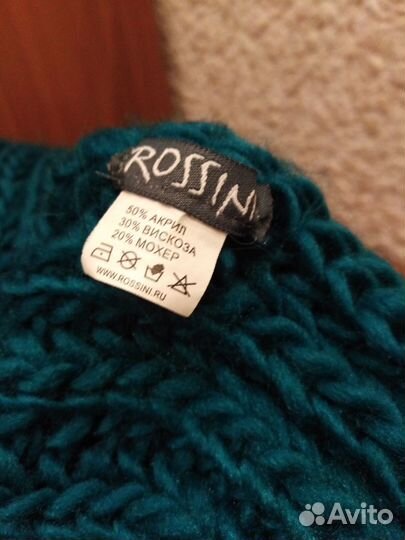 ROSSINI
50% АКРИЛ
30% ВИСКОЗА
20% МОХЕР
WWW.ROSSINI.RU
Avito